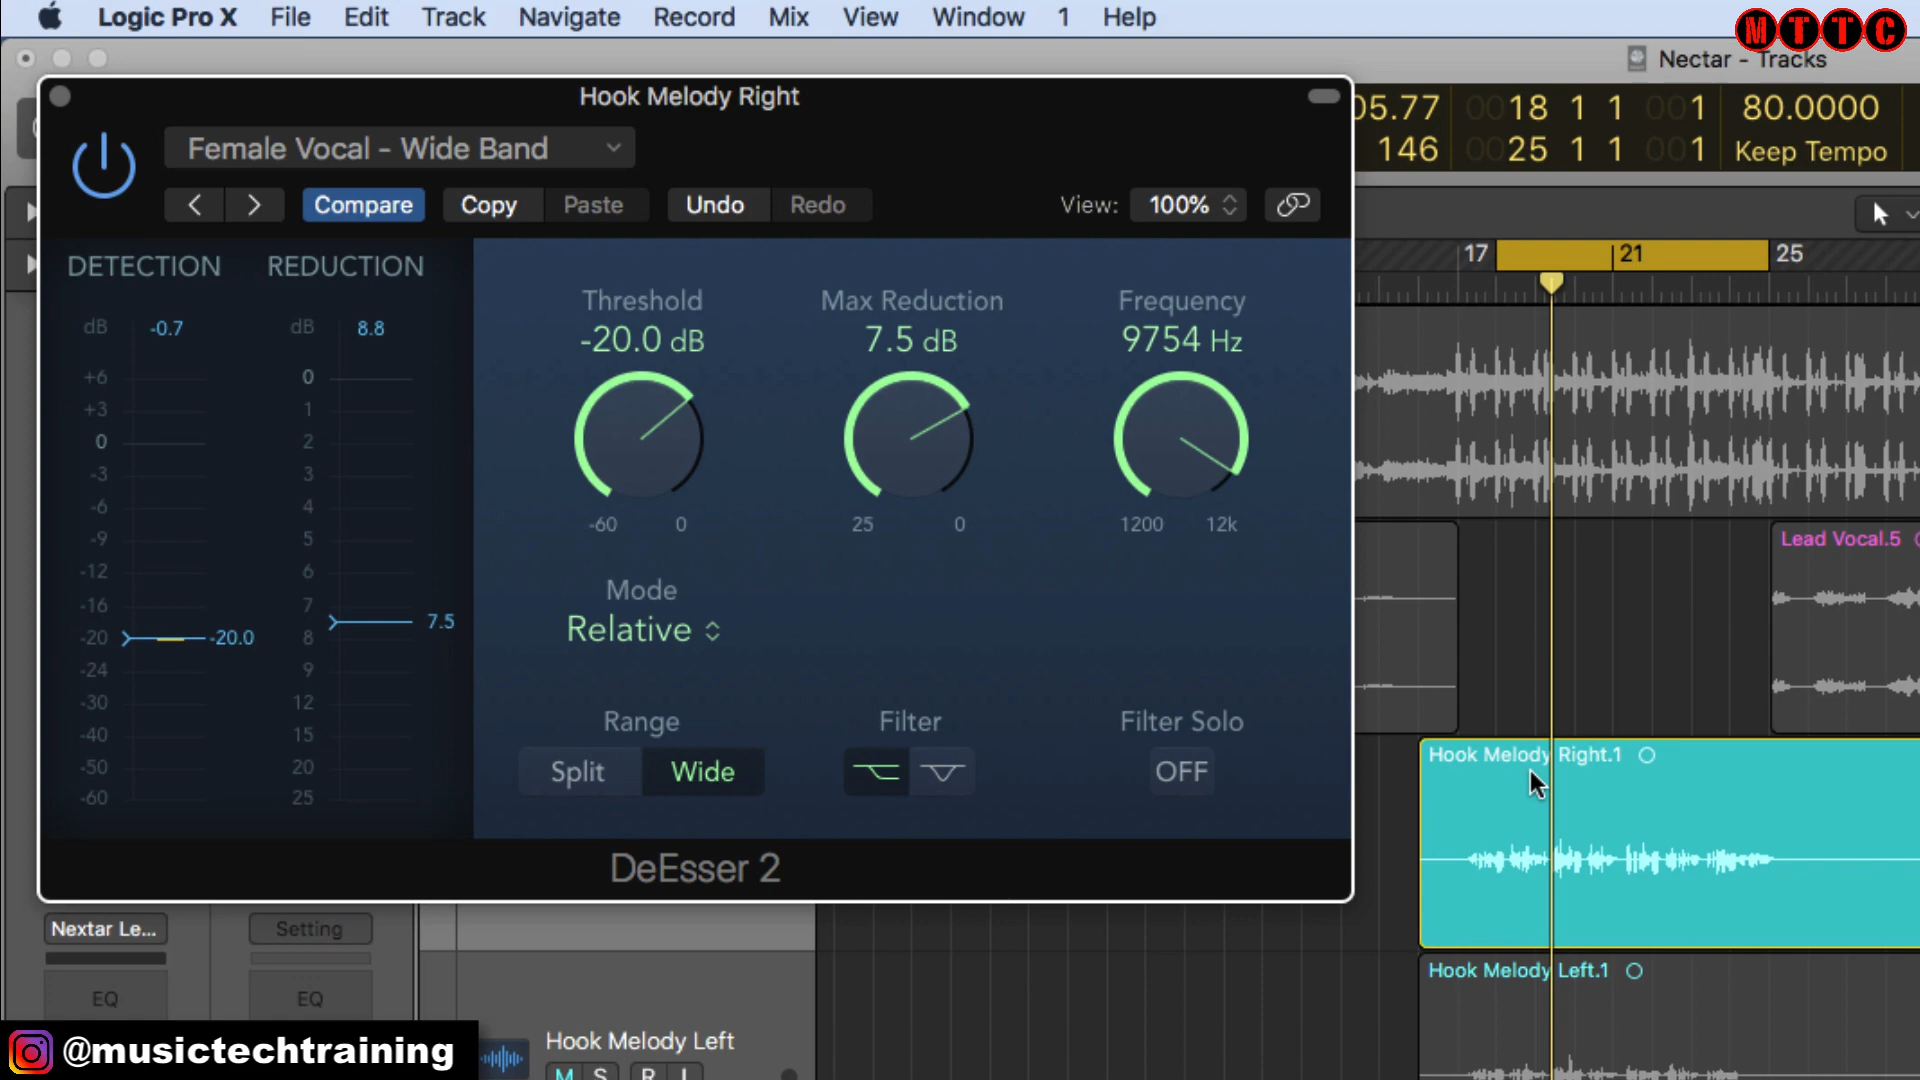 Logic Pro X File Edit Track Navigate Record Mix View Window 1 Help
MTTC
Nectar - Tracks
Hook Melody Right
Female Vocal - Wide Band
Compare Copy Paste Undo Redo View: 100%
05.77 0018 1 1 001 80.0000
146 0025 1 1 001 Keep Tempo
17 21 25
DETECTION REDUCTION
dB -0.7 dB 8.8
+6 0
+3 1
0 2
-3 3
-6 4
-9 5
-12 6
-16 7
-20 -20.0 8 7.5
-24 9
-30 12
-40 15
-50 20
-60 25
Threshold Max Reduction Frequency
-20.0 dB 7.5 dB 9754 Hz
-60 0 25 0 1200 12k
Mode
Relative
Range Filter Filter Solo
Split Wide OFF
DeEsser 2
Lead Vocal.5
Hook Melody Right.1
Hook Melody Left.1
Nextar Le... Setting
EQ EQ
Hook Melody Left
M S R I
@musictechtraining